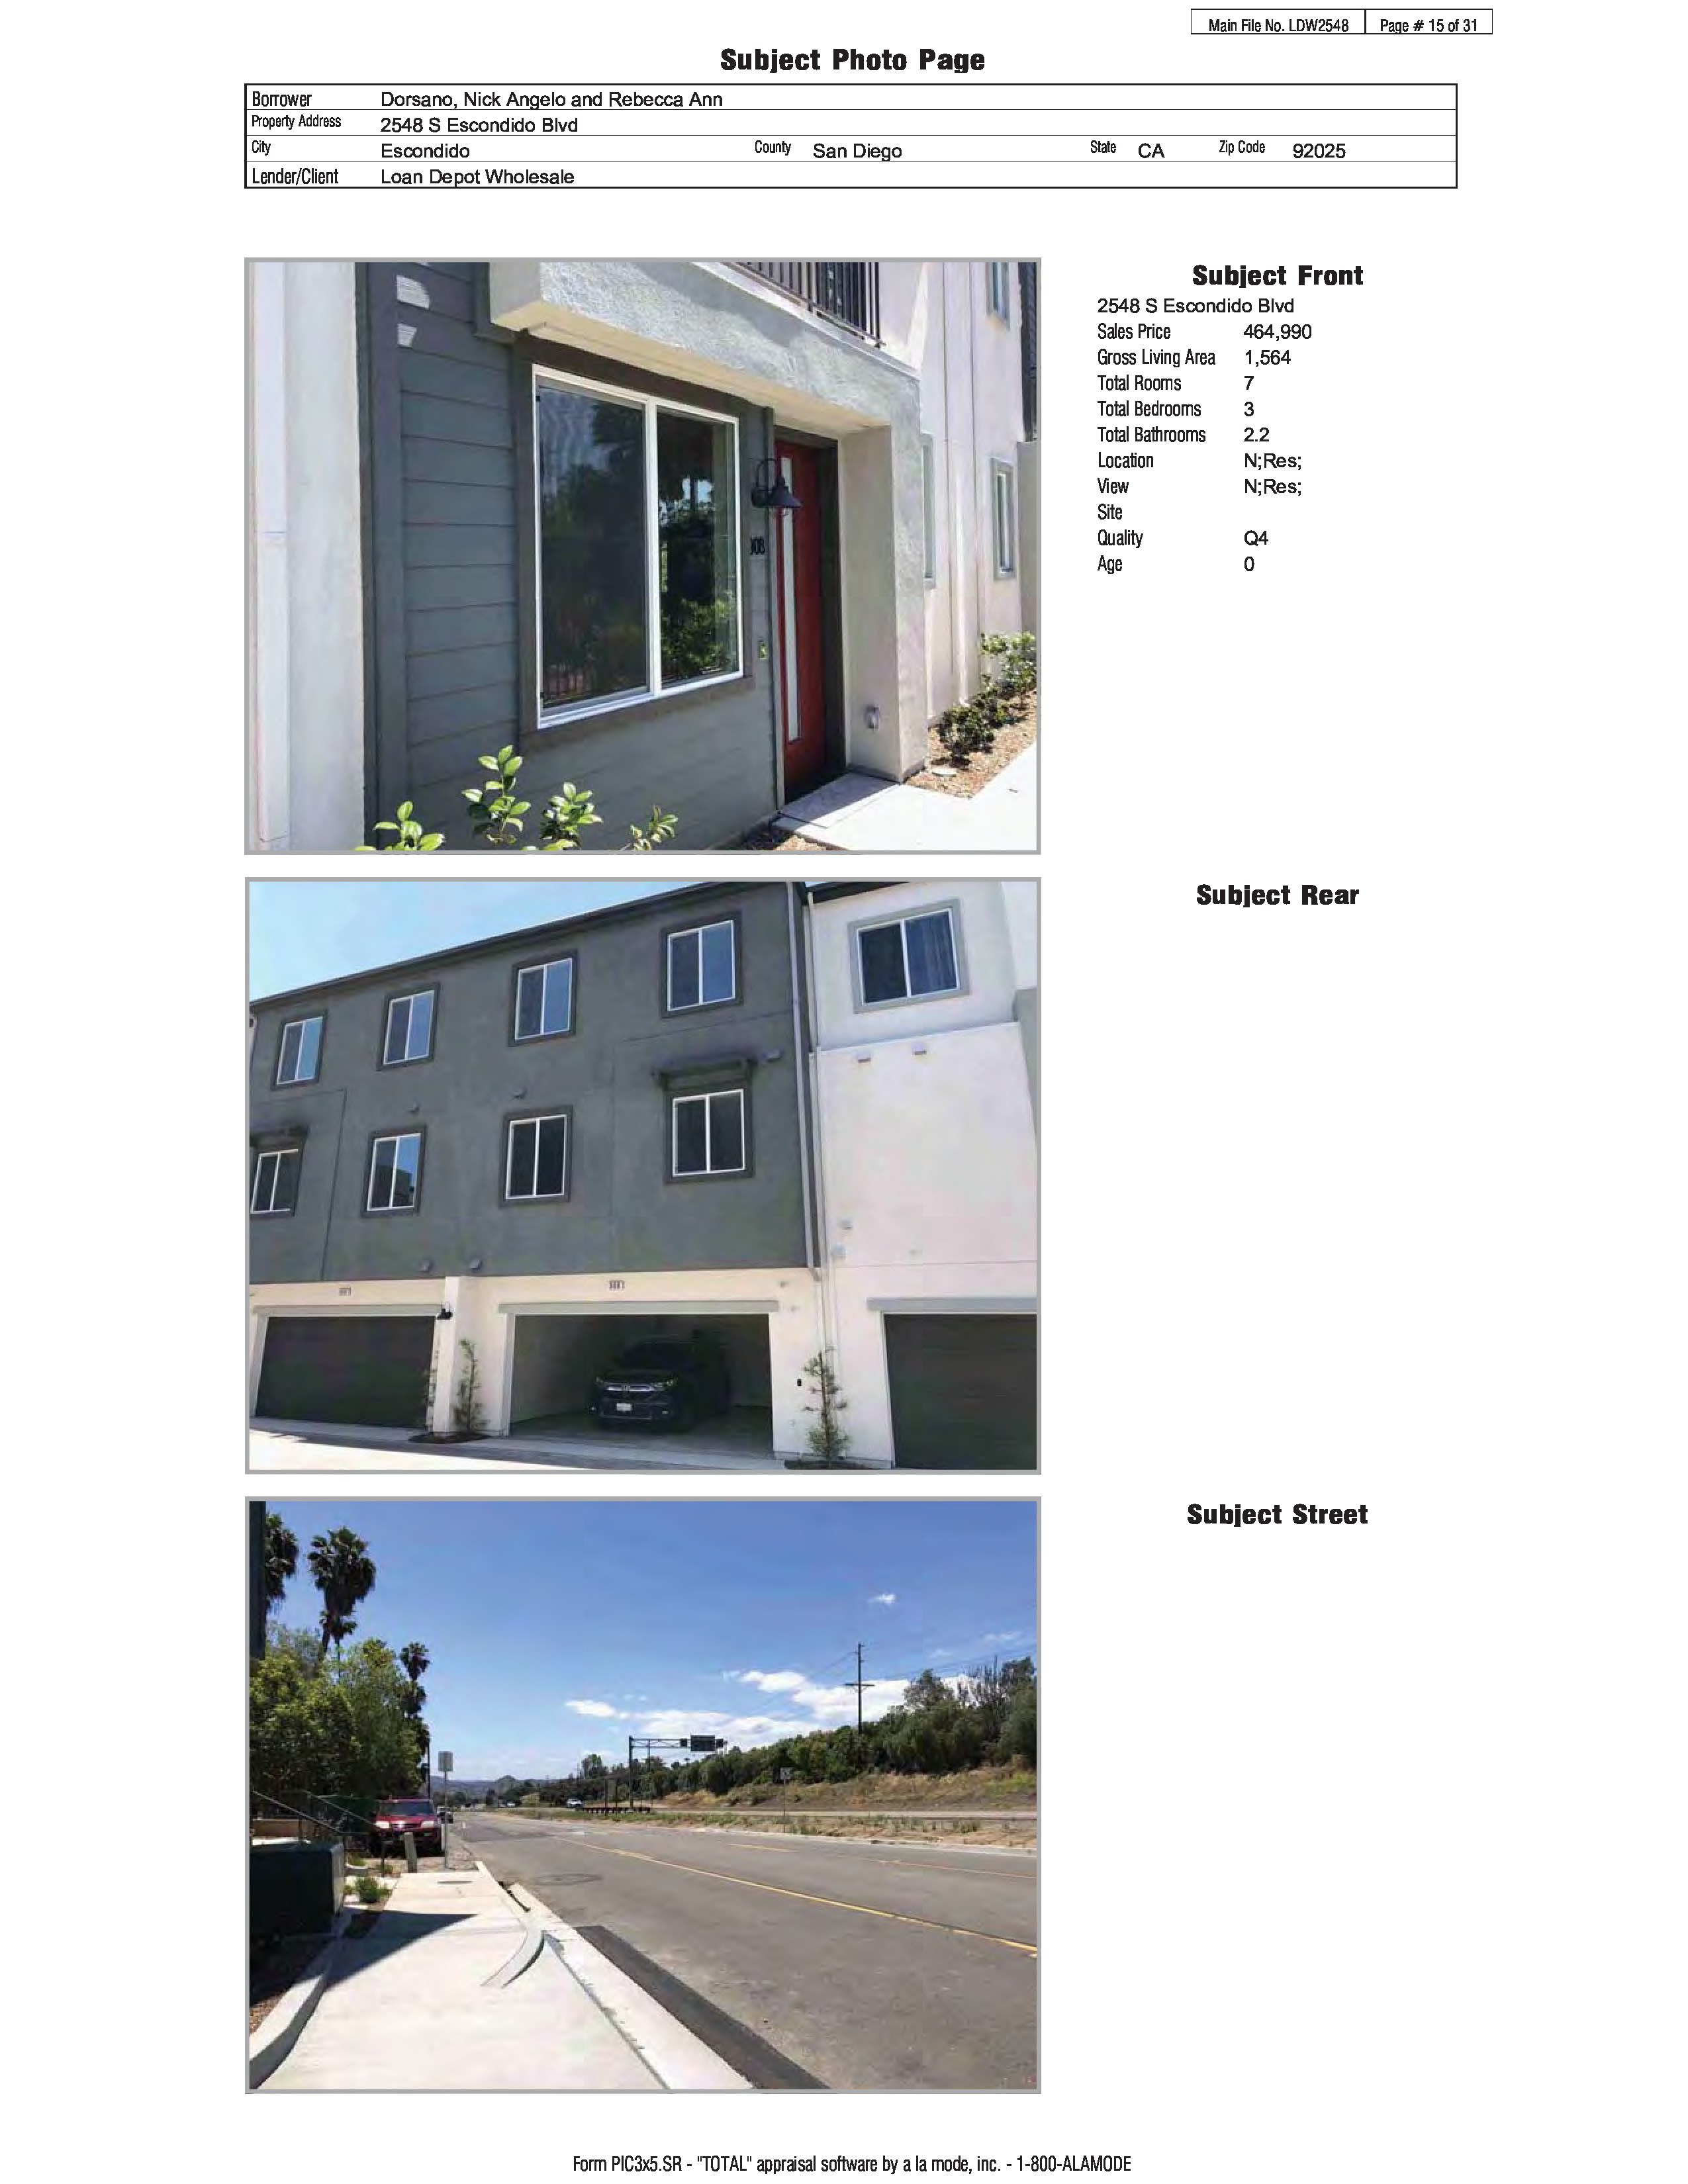 Main File No. LDW2548 Page # 15 of 31
Subject Photo Page
Borrower Dorsano, Nick Angelo and Rebecca Ann
Property Address 2548 S Escondido Blvd
City Escondido County San Diego State CA Zip Code 92025
Lender/Client Loan Depot Wholesale
Subject Front
2548 S Escondido Blvd
Sales Price 464,990
Gross Living Area 1,564
Total Rooms 7
Total Bedrooms 3
Total Bathrooms 2.2
Location N;Res;
View N;Res;
Site
Quality Q4
Age 0
Subject Rear
Subject Street
Form PIC3x5.SR - "TOTAL" appraisal software by a la mode, inc. - 1-800-ALAMODE